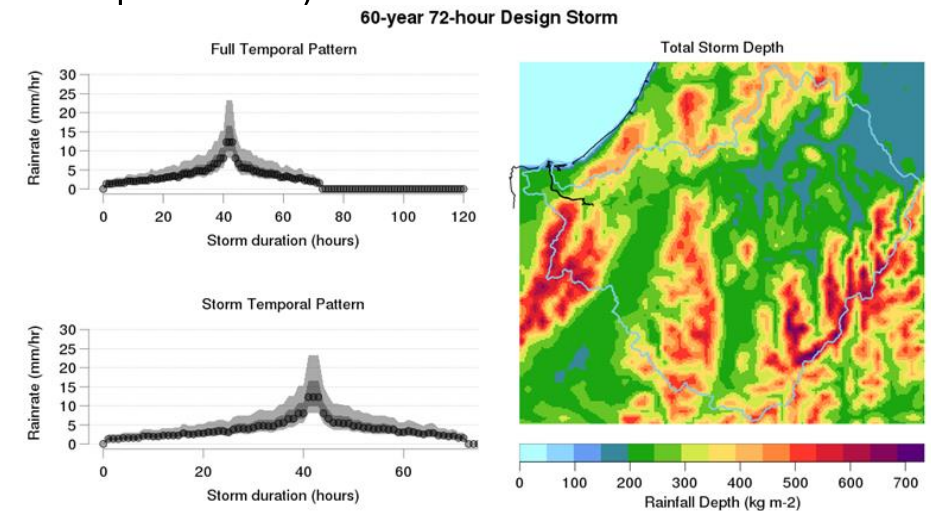 60-year 72-hour Design Storm
Full Temporal Pattern
Rainrate (mm/hr)
30
25
20
15
10
5
0
0 20 40 60 80 100 120
Storm duration (hours)
Storm Temporal Pattern
Rainrate (mm/hr)
30
25
20
15
10
5
0
0 20 40 60
Storm duration (hours)
Total Storm Depth
0 100 200 300 400 500 600 700
Rainfall Depth (kg m-2)